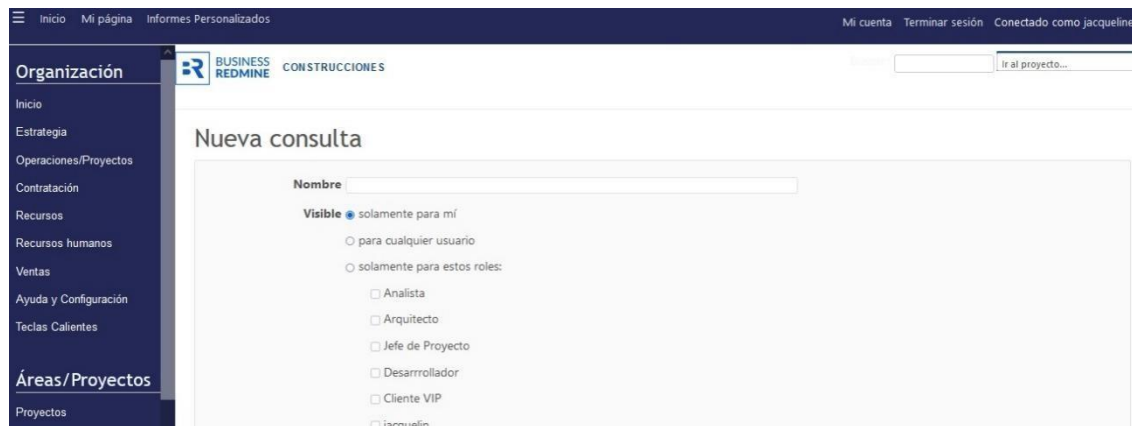 ☰ Inicio Mi página Informes Personalizados
Mi cuenta Terminar sesión Conectado como jacqueline
Organización
Inicio
Estrategia
Operaciones/Proyectos
Contratación
Recursos
Recursos humanos
Ventas
Ayuda y Configuración
Teclas Calientes
Áreas/Proyectos
Proyectos
BR BUSINESS
REDMINE
CONSTRUCCIONES
Ir al proyecto...
Nueva consulta
Nombre
Visible solamente para mí
para cualquier usuario
solamente para estos roles:
Analista
Arquitecto
Jefe de Proyecto
Desarrrollador
Cliente VIP
jacquelin